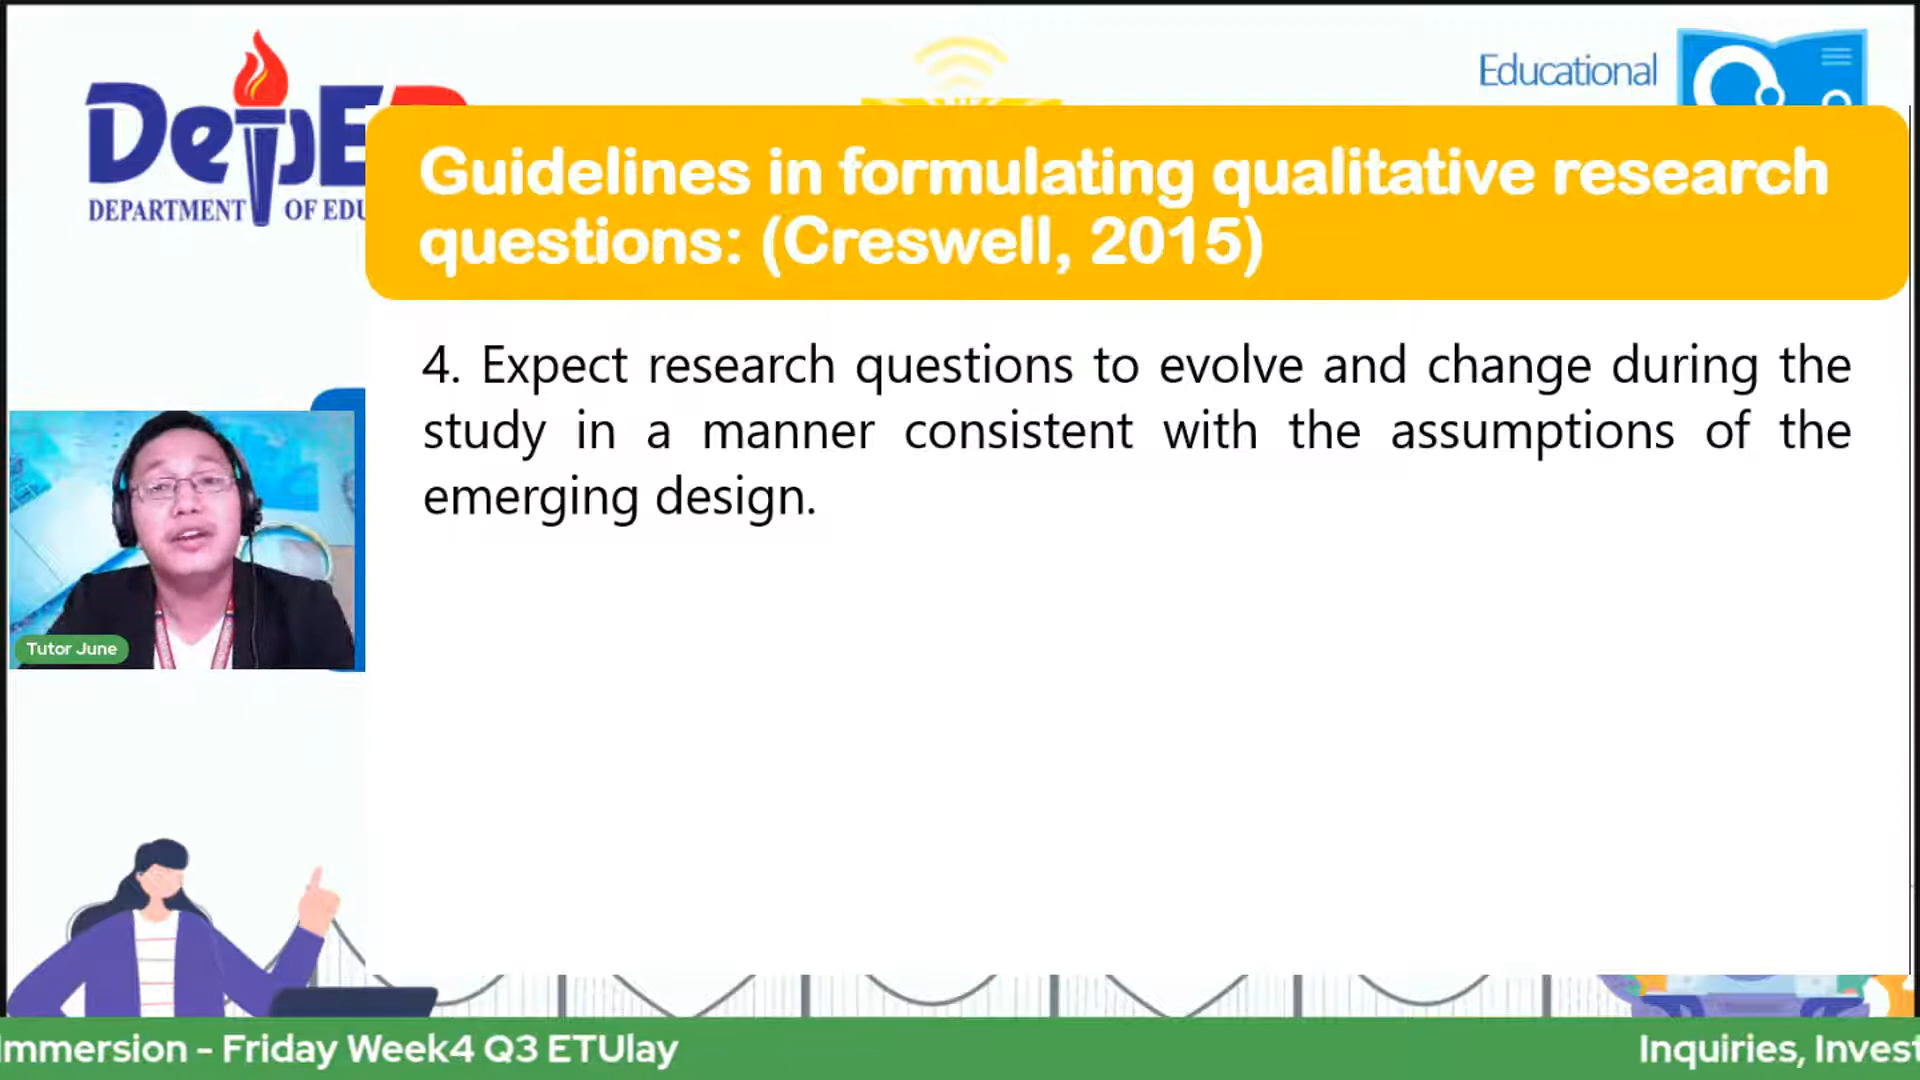 DepED
DEPARTMENT OF EDU
Educational
Guidelines in formulating qualitative research
questions: (Creswell, 2015)
4. Expect research questions to evolve and change during the
study in a manner consistent with the assumptions of the
emerging design.
Tutor June
Immersion - Friday Week4 Q3 ETUlay
Inquiries, Invest